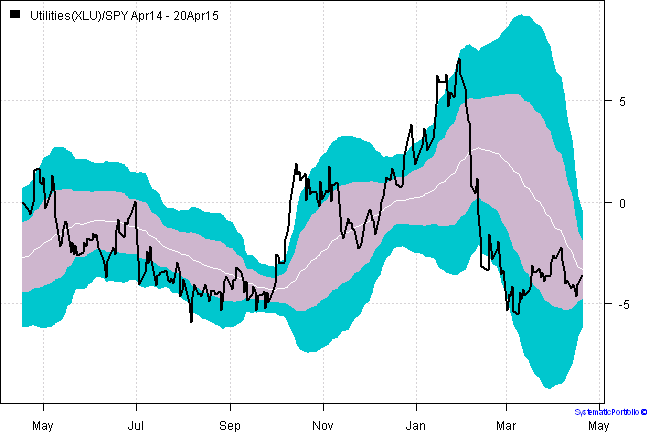 Utilities(XLU)/SPY Apr14 - 20Apr15
5
0
-5
SystematicPortfolio ©
May Jul Sep Nov Jan Mar May